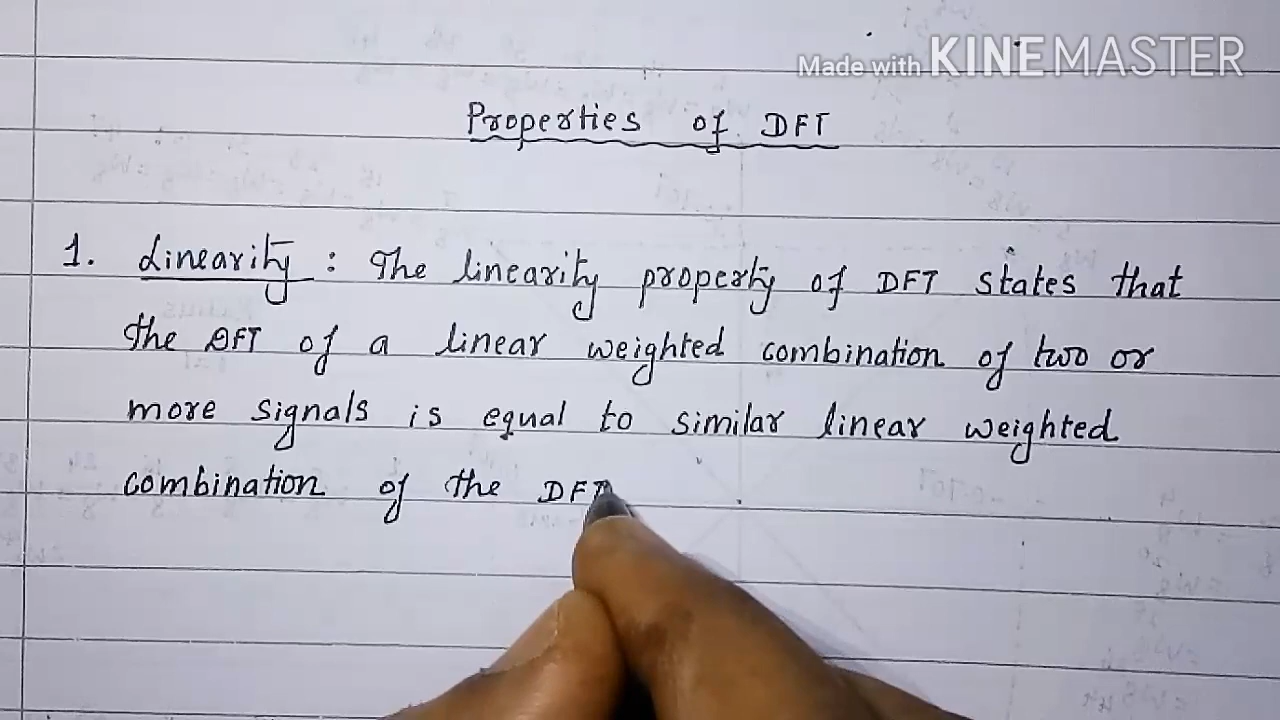 Made with KINEMASTER
Properties of DFT
1. Linearity : The linearity property of DFT states that
the DFT of a linear weighted combination of two or
more signals is equal to similar linear weighted
combination of the DFT